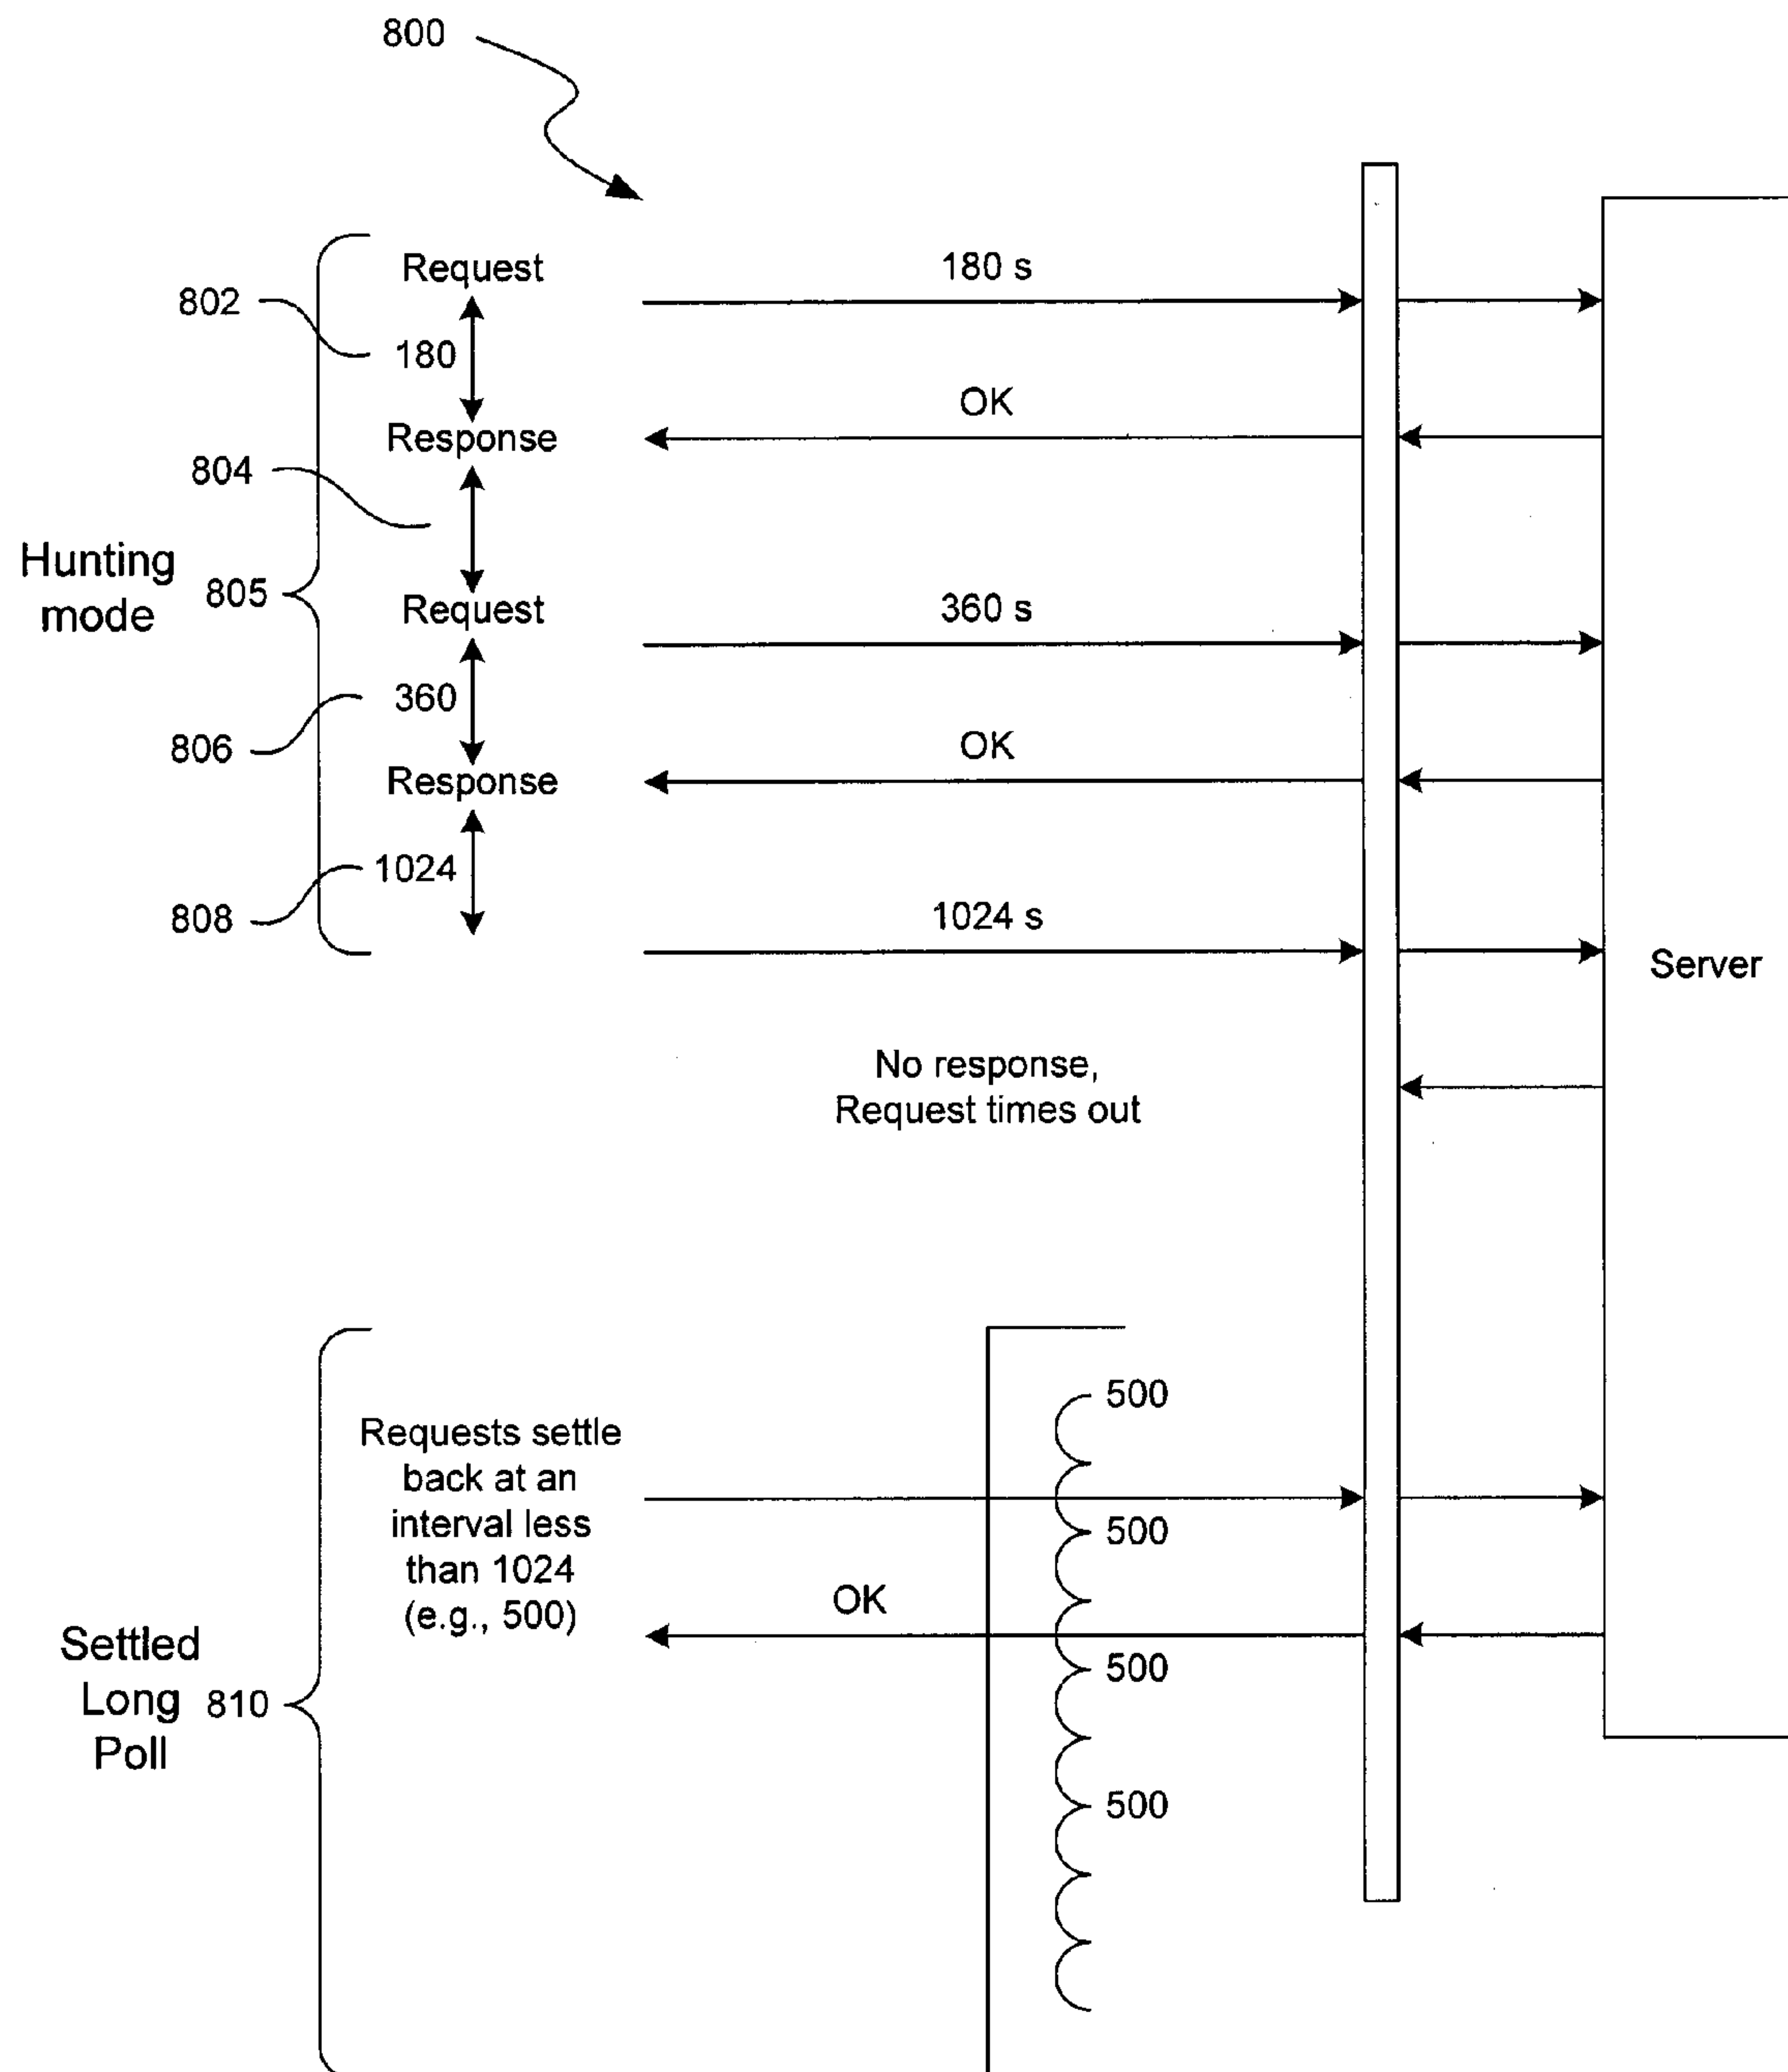 800
Request
180 s
802
180
OK
Response
804
Hunting
mode
805
Request
360 s
360
806
OK
Response
1024
808
1024 s
Server
No response,
Request times out
500
Requests settle
back at an
interval less
than 1024
(e.g., 500)
500
OK
Settled
Long
Poll
810
500
500